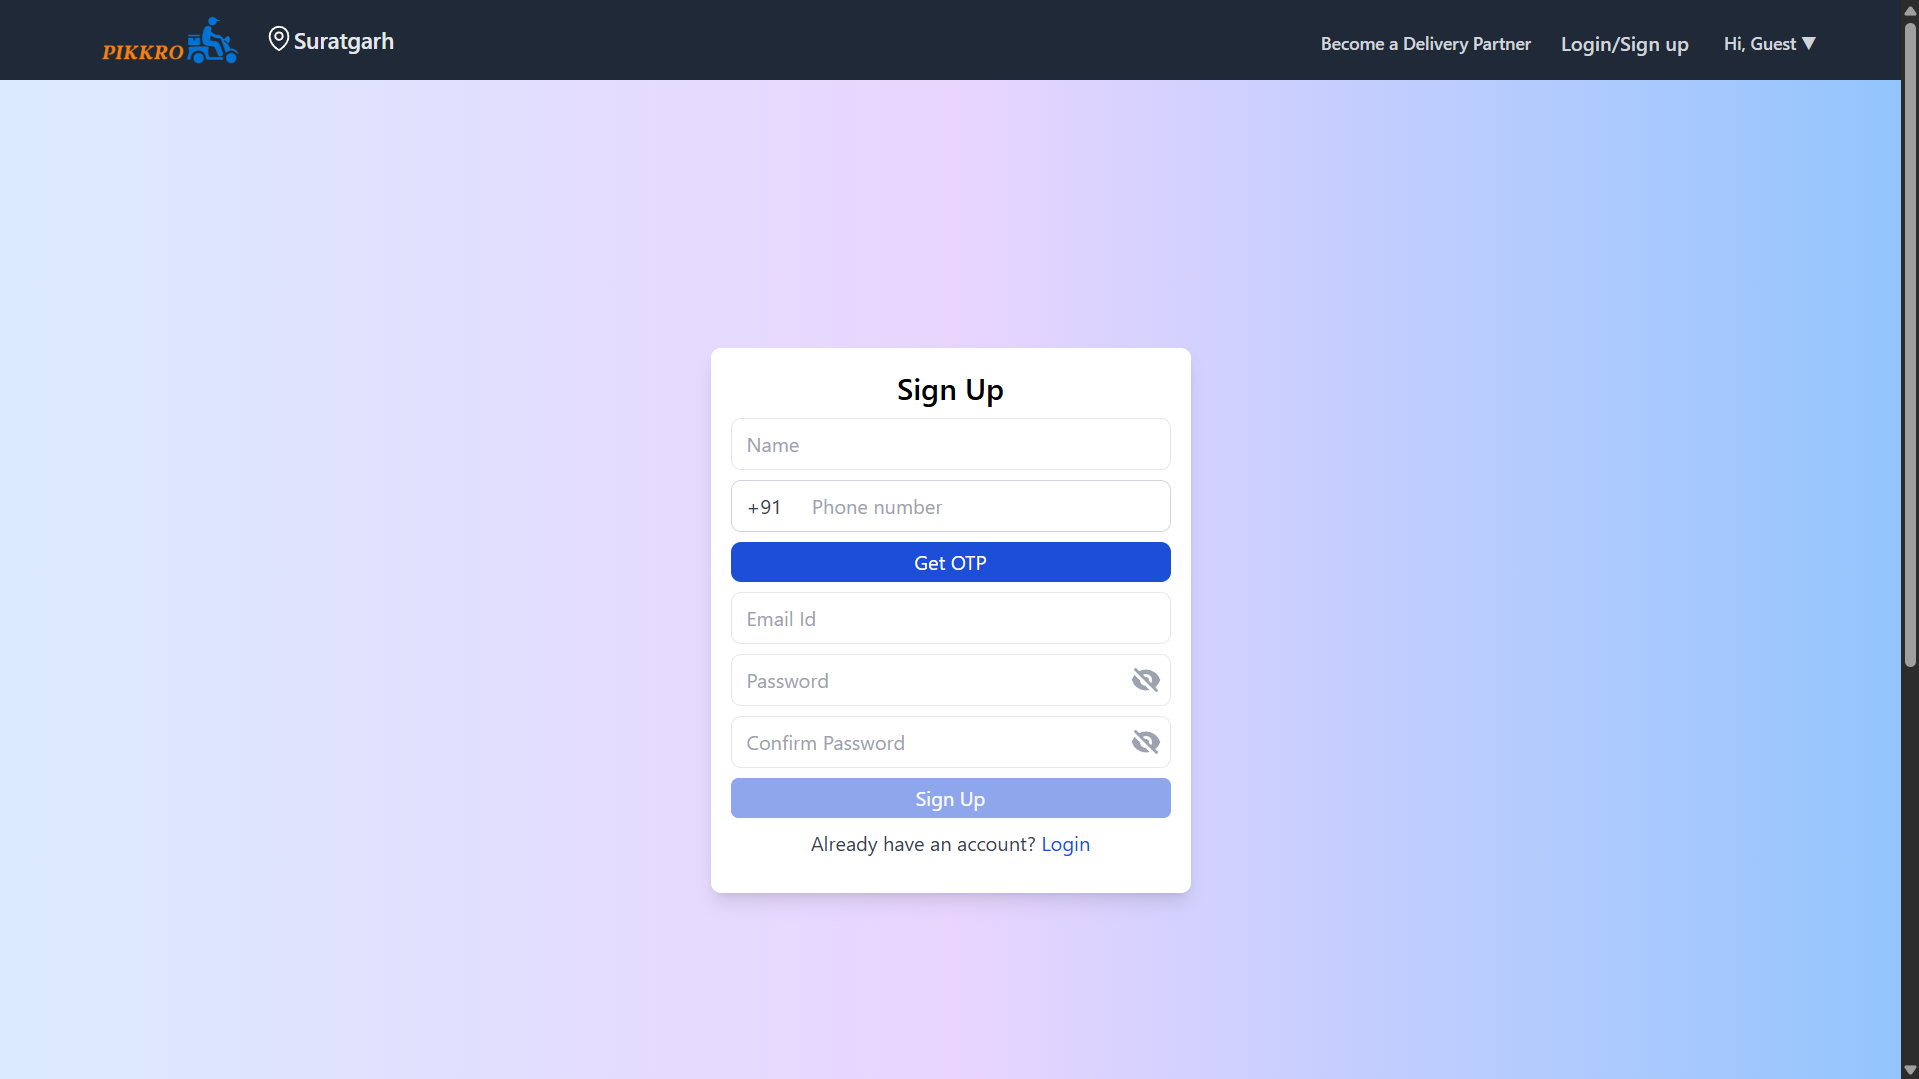 PIKKRO
Suratgarh
Become a Delivery Partner
Login/Sign up
Hi, Guest ▼
Sign Up
Name
+91 Phone number
Get OTP
Email Id
Password
Confirm Password
Sign Up
Already have an account? Login